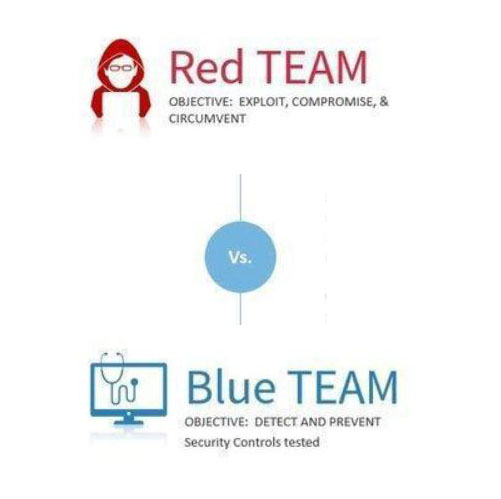 Red TEAM
OBJECTIVE: EXPLOIT, COMPROMISE, &
CIRCUMVENT
Vs.
Blue TEAM
OBJECTIVE: DETECT AND PREVENT
Security Controls tested